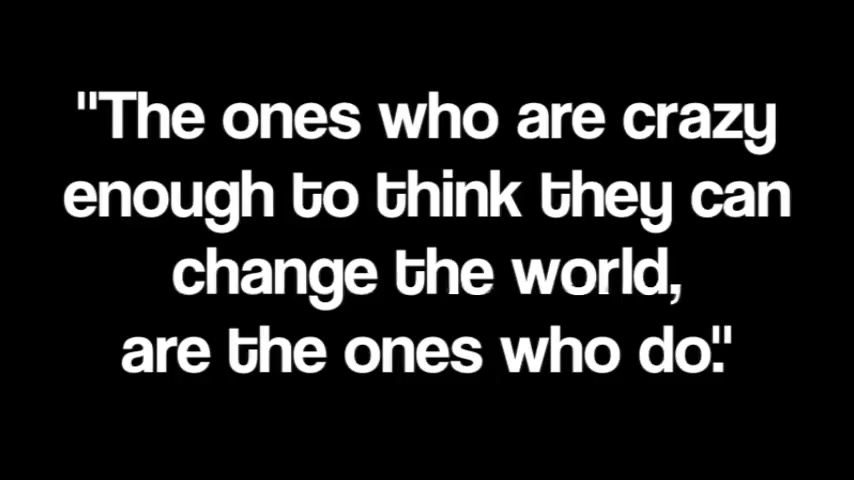 "The ones who are crazy
enough to think they can
change the world,
are the ones who do."